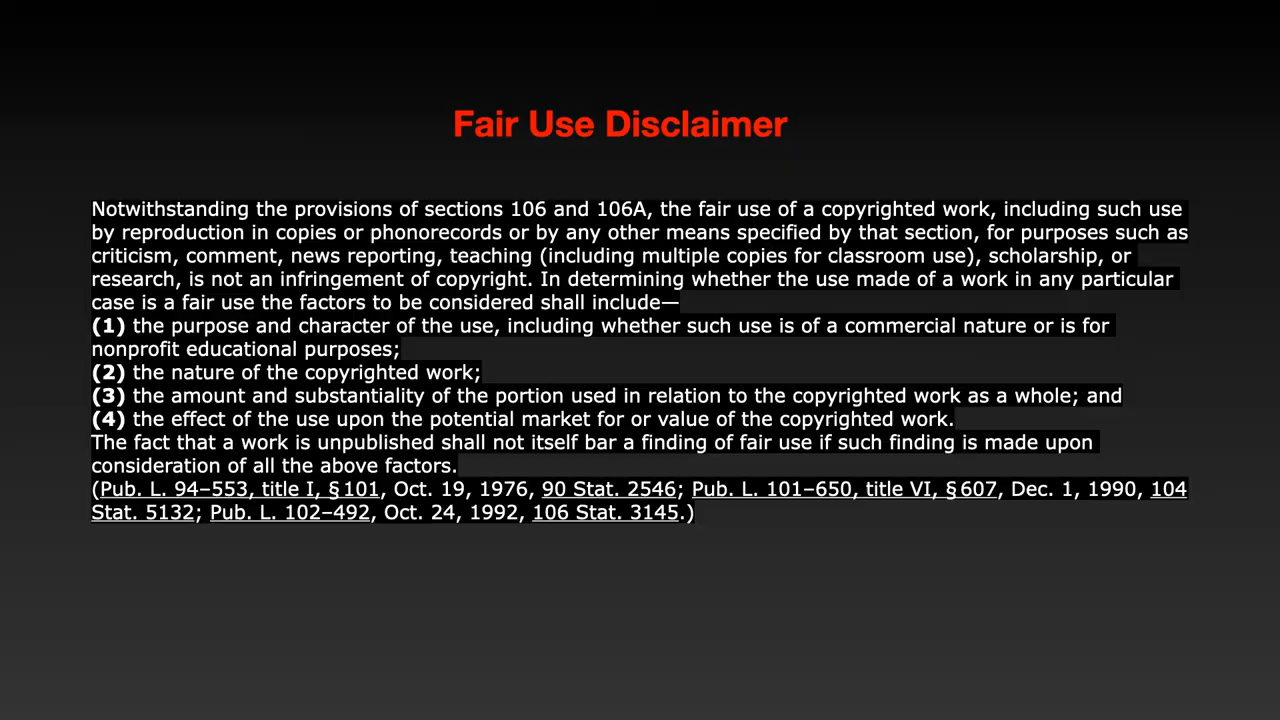 Fair Use Disclaimer
Notwithstanding the provisions of sections 106 and 106A, the fair use of a copyrighted work, including such use
by reproduction in copies or phonorecords or by any other means specified by that section, for purposes such as
criticism, comment, news reporting, teaching (including multiple copies for classroom use), scholarship, or
research, is not an infringement of copyright. In determining whether the use made of a work in any particular
case is a fair use the factors to be considered shall include—
(1) the purpose and character of the use, including whether such use is of a commercial nature or is for
nonprofit educational purposes;
(2) the nature of the copyrighted work;
(3) the amount and substantiality of the portion used in relation to the copyrighted work as a whole; and
(4) the effect of the use upon the potential market for or value of the copyrighted work.
The fact that a work is unpublished shall not itself bar a finding of fair use if such finding is made upon
consideration of all the above factors.
(Pub. L. 94–553, title I, § 101, Oct. 19, 1976, 90 Stat. 2546; Pub. L. 101–650, title VI, § 607, Dec. 1, 1990, 104
Stat. 5132; Pub. L. 102–492, Oct. 24, 1992, 106 Stat. 3145.)